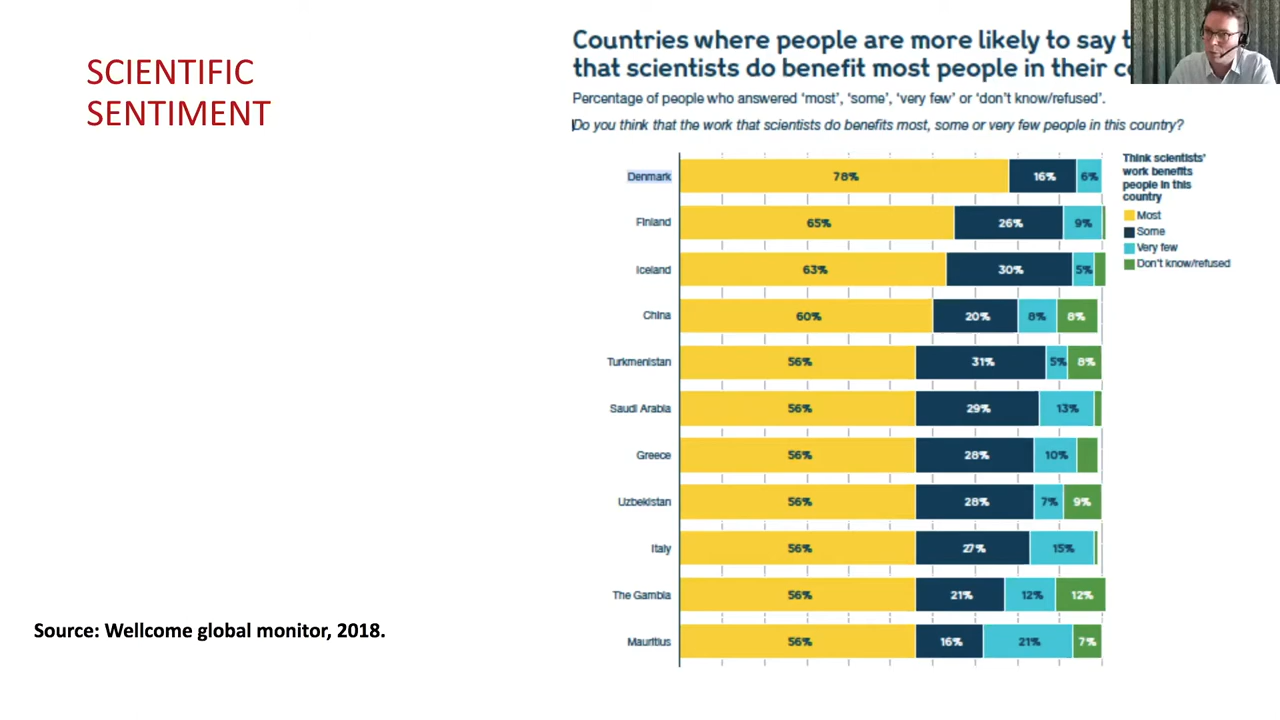 SCIENTIFIC
SENTIMENT
Countries where people are more likely to say
that scientists do benefit most people in their
Percentage of people who answered ‘most’, ‘some’, ‘very few’ or ‘don’t know/refused’.
Do you think that the work that scientists do benefits most, some or very few people in this country?
Think scientists’
work benefits
people in this
country
Most
Some
Very few
Don’t know/refused
Denmark 78% 16% 6%
Finland 65% 26% 9%
Iceland 63% 30% 5%
China 60% 20% 8% 8%
Turkmenistan 56% 31% 5% 8%
Saudi Arabia 56% 29% 13%
Greece 56% 28% 10%
Uzbekistan 56% 28% 7% 9%
Italy 56% 27% 15%
The Gambia 56% 21% 12% 12%
Mauritius 56% 16% 21% 7%
Source: Wellcome global monitor, 2018.